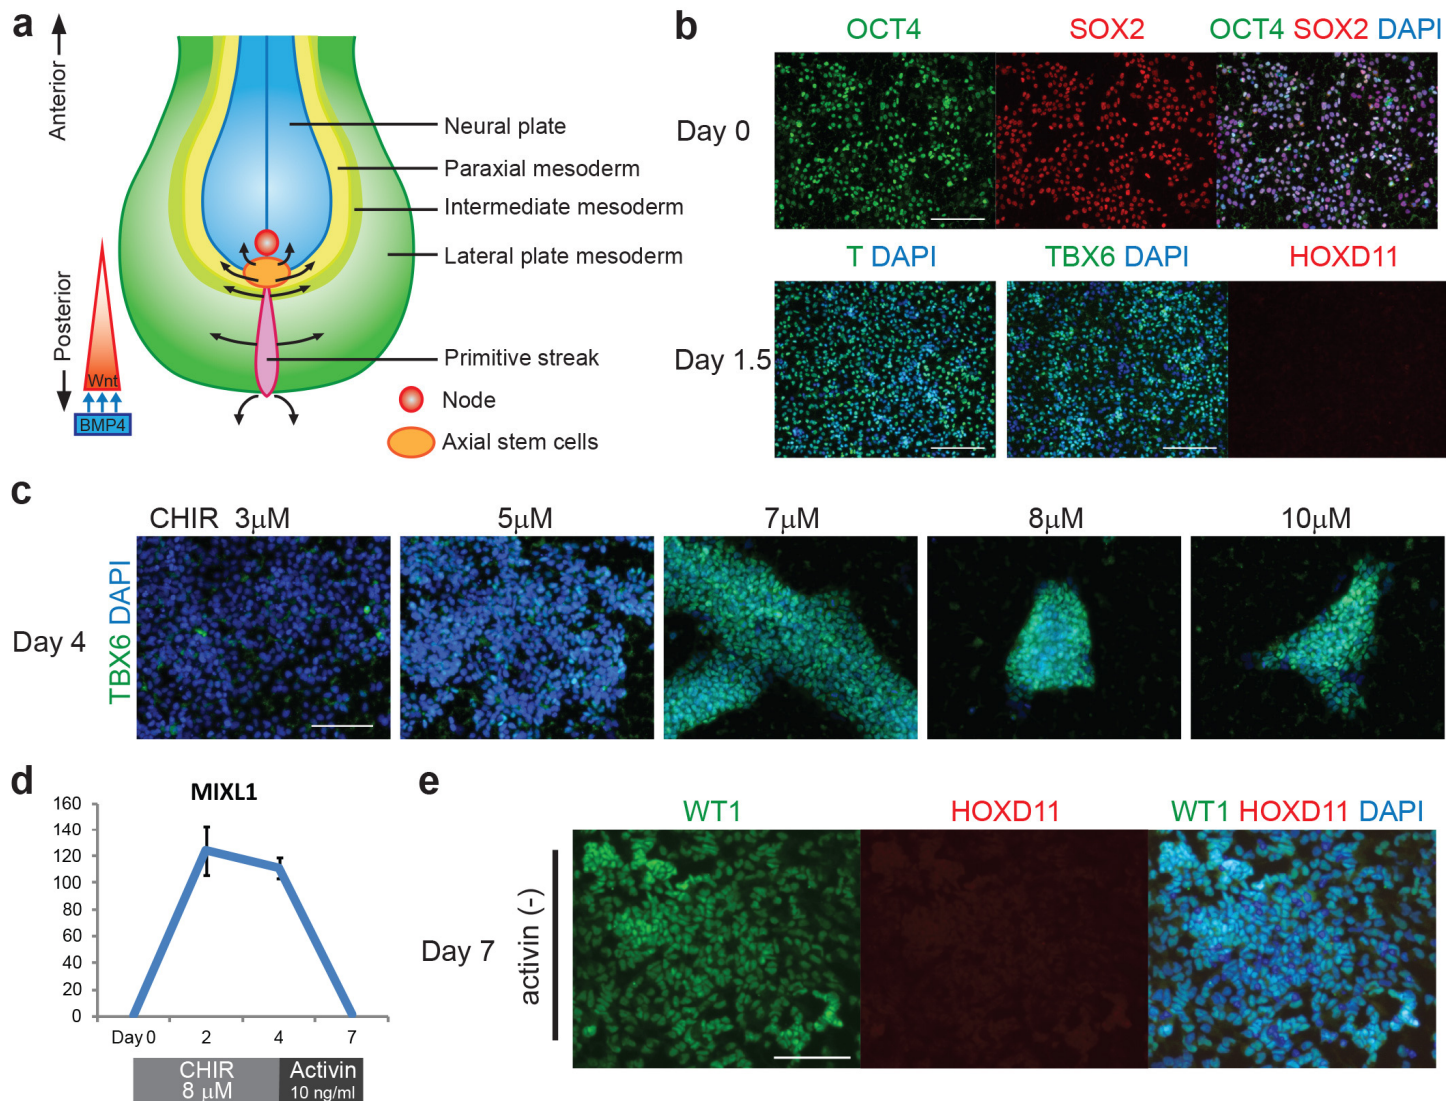 a
Anterior
Posterior
Wnt
BMP4
Neural plate
Paraxial mesoderm
Intermediate mesoderm
Lateral plate mesoderm
Primitive streak
Node
Axial stem cells
b
OCT4
SOX2
OCT4 SOX2 DAPI
Day 0
T DAPI
TBX6 DAPI
HOXD11
Day 1.5
c
CHIR 3μM
5μM
7μM
8μM
10μM
Day 4
TBX6 DAPI
d
MIXL1
160
140
120
100
80
60
40
20
0
Day 0
2
4
7
CHIR
8 μM
Activin
10 ng/ml
e
WT1
HOXD11
WT1 HOXD11 DAPI
Day 7
activin (-)